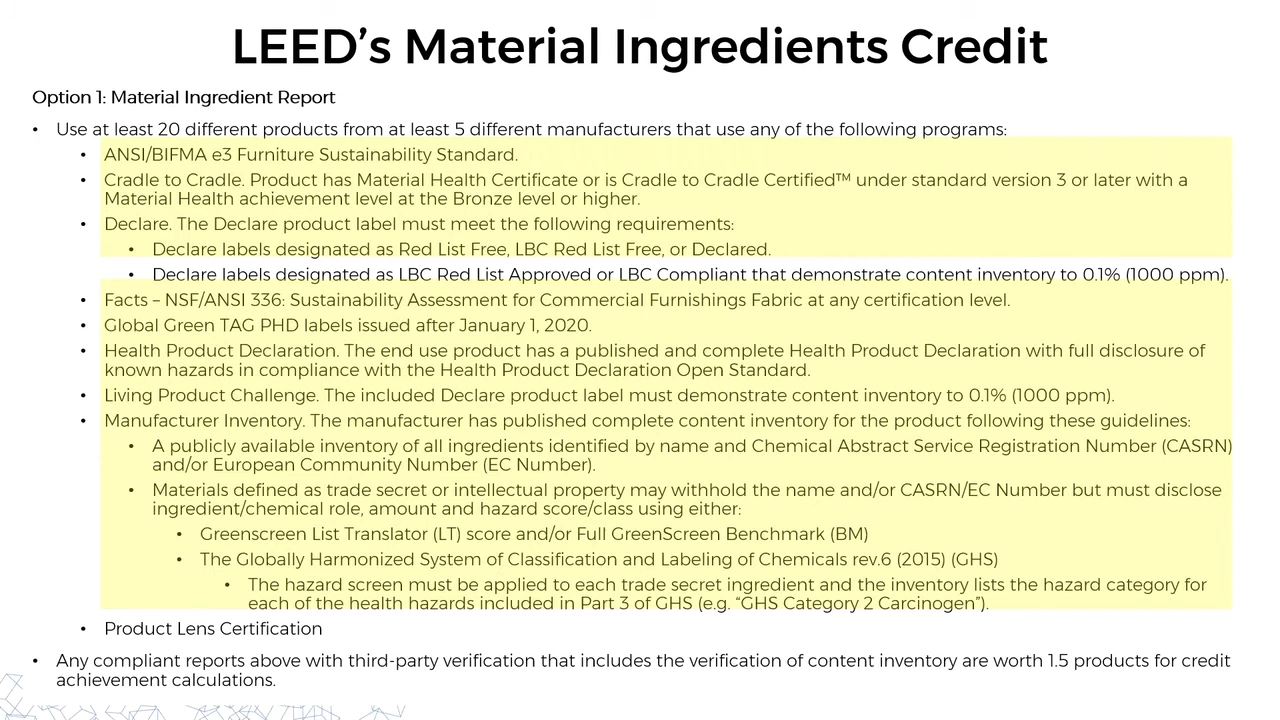 LEED’s Material Ingredients Credit
Option 1: Material Ingredient Report
• Use at least 20 different products from at least 5 different manufacturers that use any of the following programs:
• ANSI/BIFMA e3 Furniture Sustainability Standard.
• Cradle to Cradle. Product has Material Health Certificate or is Cradle to Cradle Certified™ under standard version 3 or later with a
Material Health achievement level at the Bronze level or higher.
• Declare. The Declare product label must meet the following requirements:
• Declare labels designated as Red List Free, LBC Red List Free, or Declared.
• Declare labels designated as LBC Red List Approved or LBC Compliant that demonstrate content inventory to 0.1% (1000 ppm).
• Facts – NSF/ANSI 336: Sustainability Assessment for Commercial Furnishings Fabric at any certification level.
• Global Green TAG PHD labels issued after January 1, 2020.
• Health Product Declaration. The end use product has a published and complete Health Product Declaration with full disclosure of
known hazards in compliance with the Health Product Declaration Open Standard.
• Living Product Challenge. The included Declare product label must demonstrate content inventory to 0.1% (1000 ppm).
• Manufacturer Inventory. The manufacturer has published complete content inventory for the product following these guidelines:
• A publicly available inventory of all ingredients identified by name and Chemical Abstract Service Registration Number (CASRN)
and/or European Community Number (EC Number).
• Materials defined as trade secret or intellectual property may withhold the name and/or CASRN/EC Number but must disclose
ingredient/chemical role, amount and hazard score/class using either:
• Greenscreen List Translator (LT) score and/or Full GreenScreen Benchmark (BM)
• The Globally Harmonized System of Classification and Labeling of Chemicals rev.6 (2015) (GHS)
• The hazard screen must be applied to each trade secret ingredient and the inventory lists the hazard category for
each of the health hazards included in Part 3 of GHS (e.g. “GHS Category 2 Carcinogen”).
• Product Lens Certification
• Any compliant reports above with third-party verification that includes the verification of content inventory are worth 1.5 products for credit
achievement calculations.